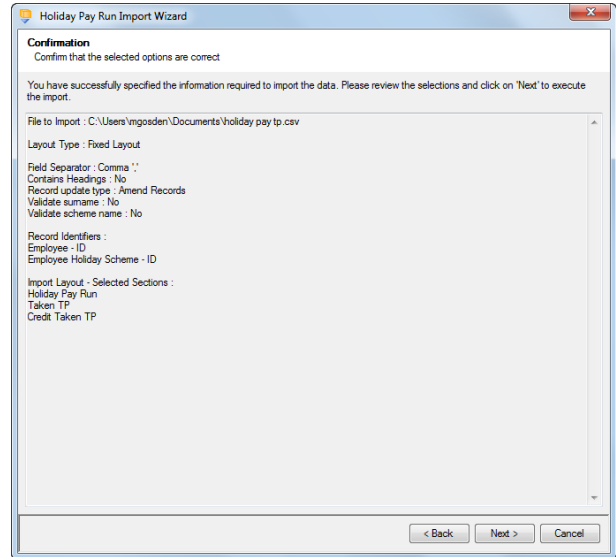 Holiday Pay Run Import Wizard
Confirmation
Comfirm that the selected options are correct
You have successfully specified the information required to import the data. Please review the selections and click on 'Next' to execute
the import.
File to Import : C:\Users\mgosden\Documents\holiday pay tp.csv
Layout Type : Fixed Layout
Field Separator : Comma ','
Contains Headings : No
Record update type : Amend Records
Validate surname : No
Validate scheme name : No
Record Identifiers :
Employee - ID
Employee Holiday Scheme - ID
Import Layout - Selected Sections :
Holiday Pay Run
Taken TP
Credit Taken TP
< Back Next > Cancel